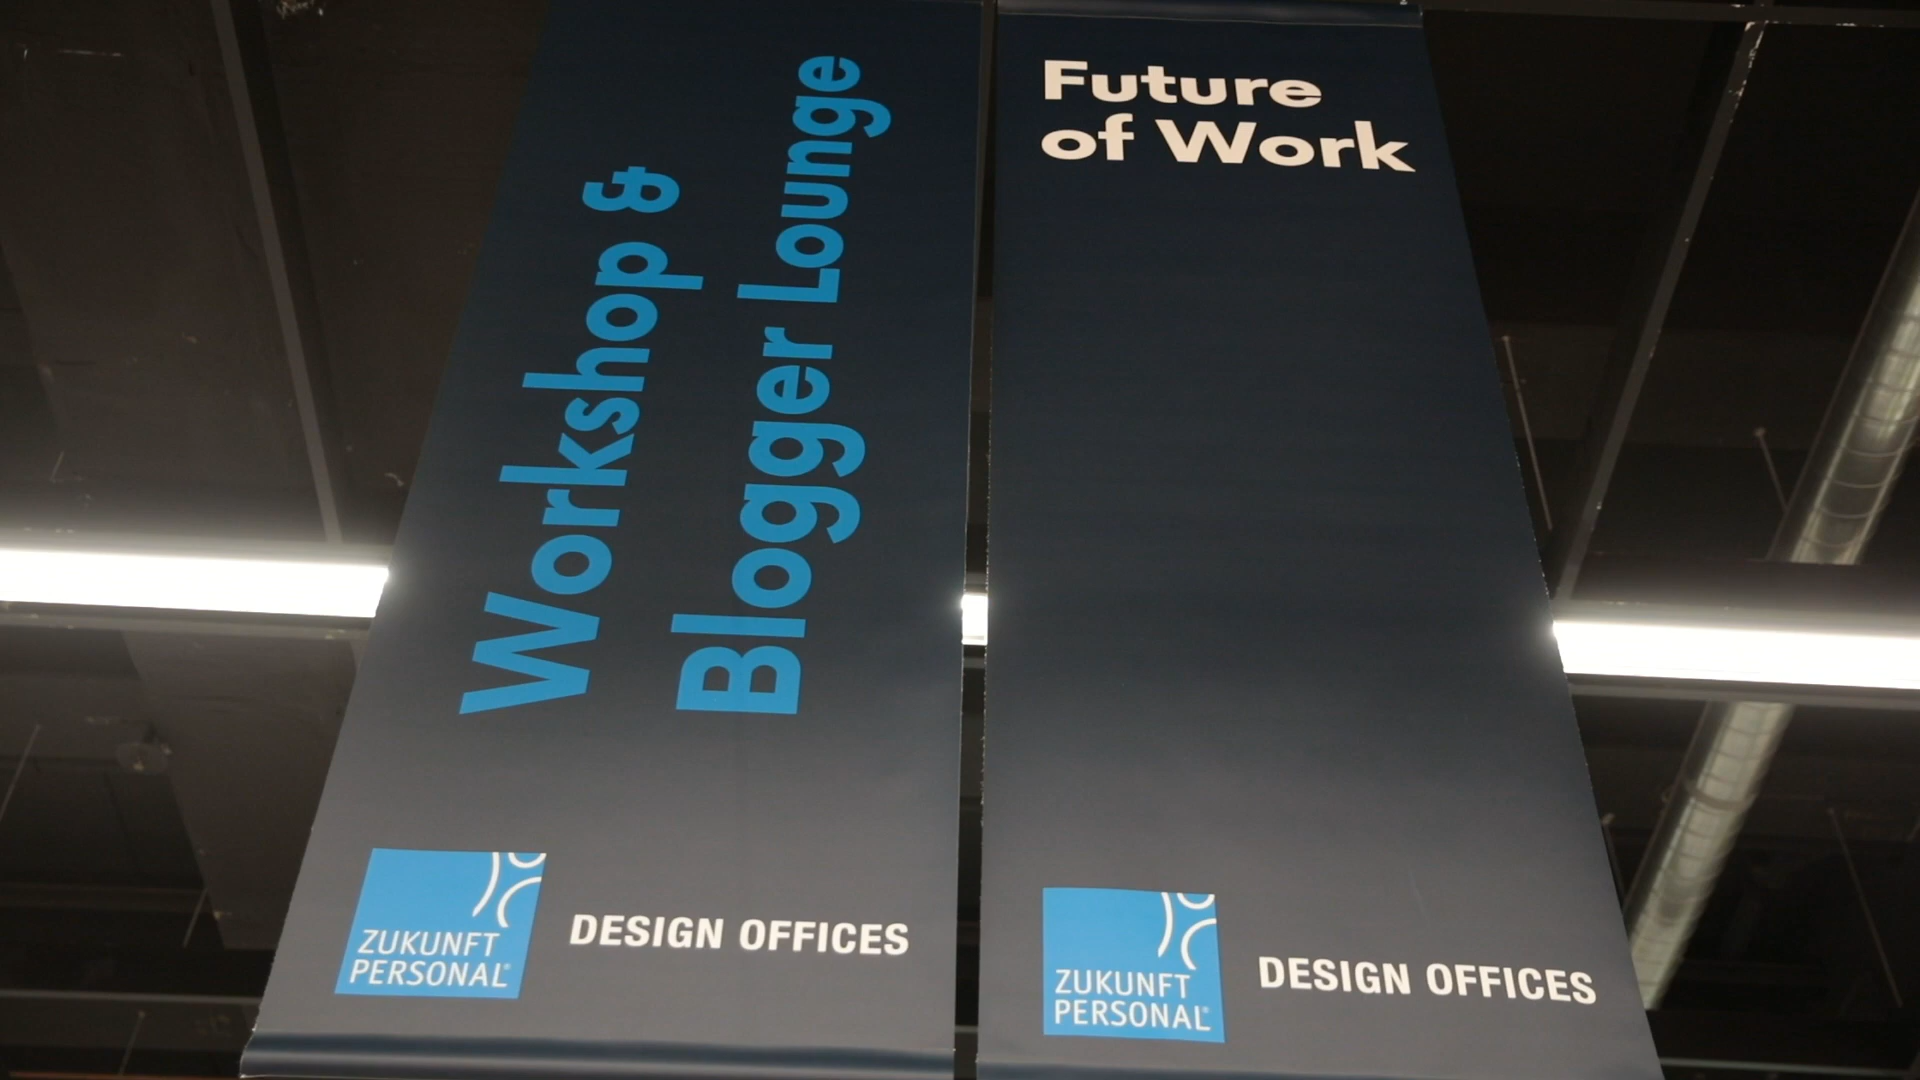 Workshop &
Blogger Lounge
ZUKUNFT
PERSONAL®
DESIGN OFFICES
Future
of Work
ZUKUNFT
PERSONAL®
DESIGN OFFICES